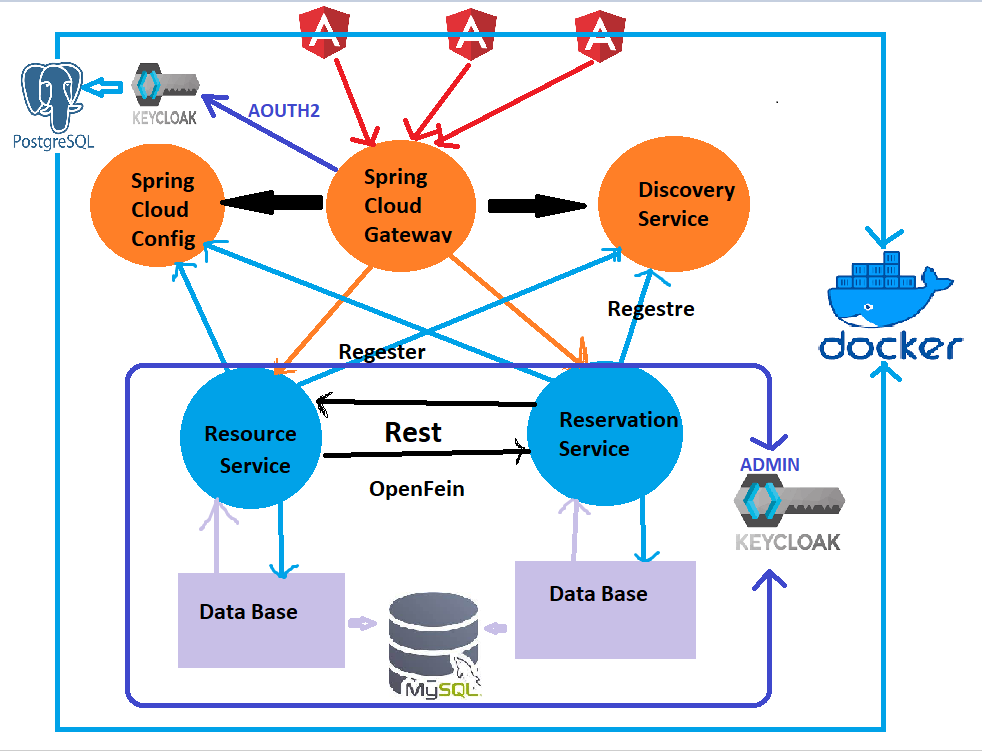 A A A
PostgreSQL
KEYCLOAK
AOUTH2
Spring
Cloud
Config
Spring
Cloud
Gateway
Discovery
Service
docker
Regestre
Regester
Resource
Service
Rest
OpenFein
Reservation
Service
ADMIN
KEYCLOAK
Data Base
Data Base
MySQL